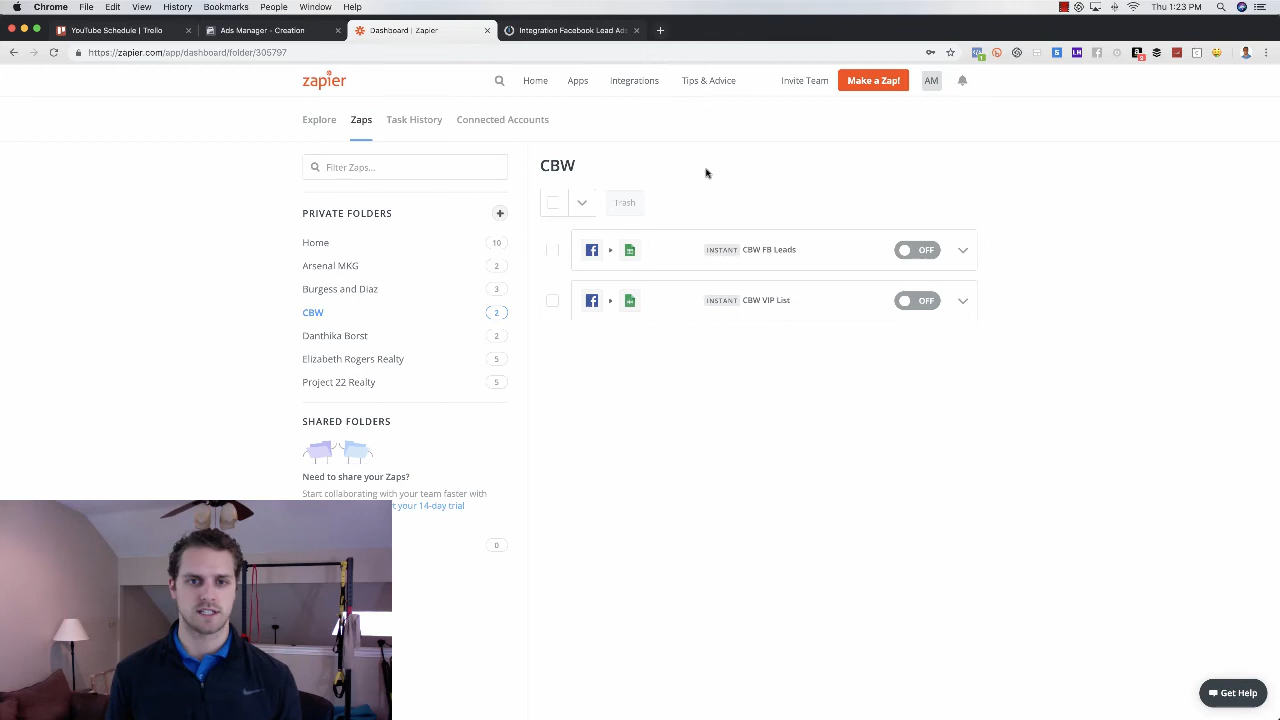 Chrome File Edit View History Bookmarks People Window Help
Thu 1:23 PM
YouTube Schedule | Trello
Ads Manager - Creation
Dashboard | Zapier
Integration Facebook Lead Ads
https://zapier.com/app/dashboard/folder/305797
zapier
Home Apps Integrations Tips & Advice Invite Team Make a Zap! AM
Explore Zaps Task History Connected Accounts
Filter Zaps...
PRIVATE FOLDERS
Home 10
Arsenal MKG 2
Burgess and Diaz 3
CBW 2
Danthika Borst 2
Elizabeth Rogers Realty 5
Project 22 Realty 5
SHARED FOLDERS
Need to share your Zaps?
Start collaborating with your team faster with
t your 14-day trial
0
CBW
Trash
INSTANT CBW FB Leads OFF
INSTANT CBW VIP List OFF
Get Help